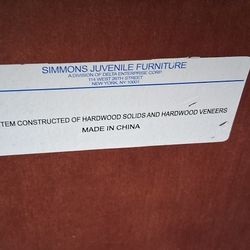 SIMMONS JUVENILE FURNITURE
A DIVISION OF DELTA ENTERPRISE CORP.
114 WEST 26TH STREET
NEW YORK, NY 10001
ITEM CONSTRUCTED OF HARDWOOD SOLIDS AND HARDWOOD VENEERS
MADE IN CHINA